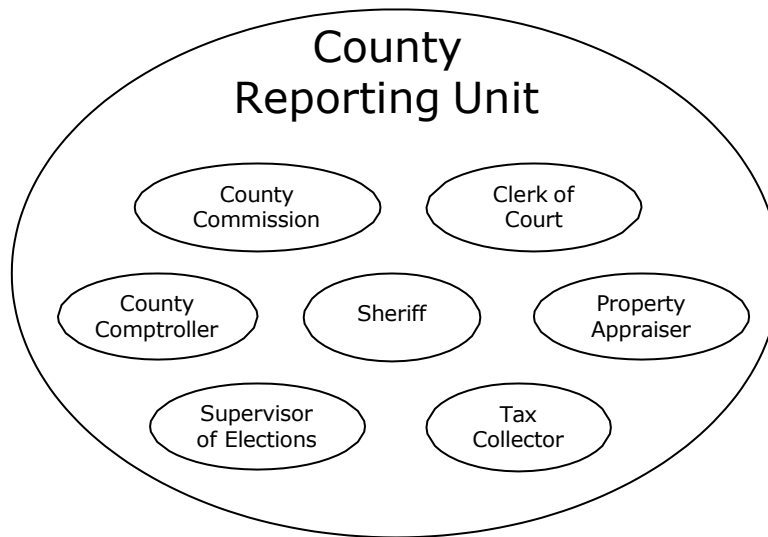 County
Reporting Unit
County
Commission
Clerk of
Court
County
Comptroller
Sheriff
Property
Appraiser
Supervisor
of Elections
Tax
Collector